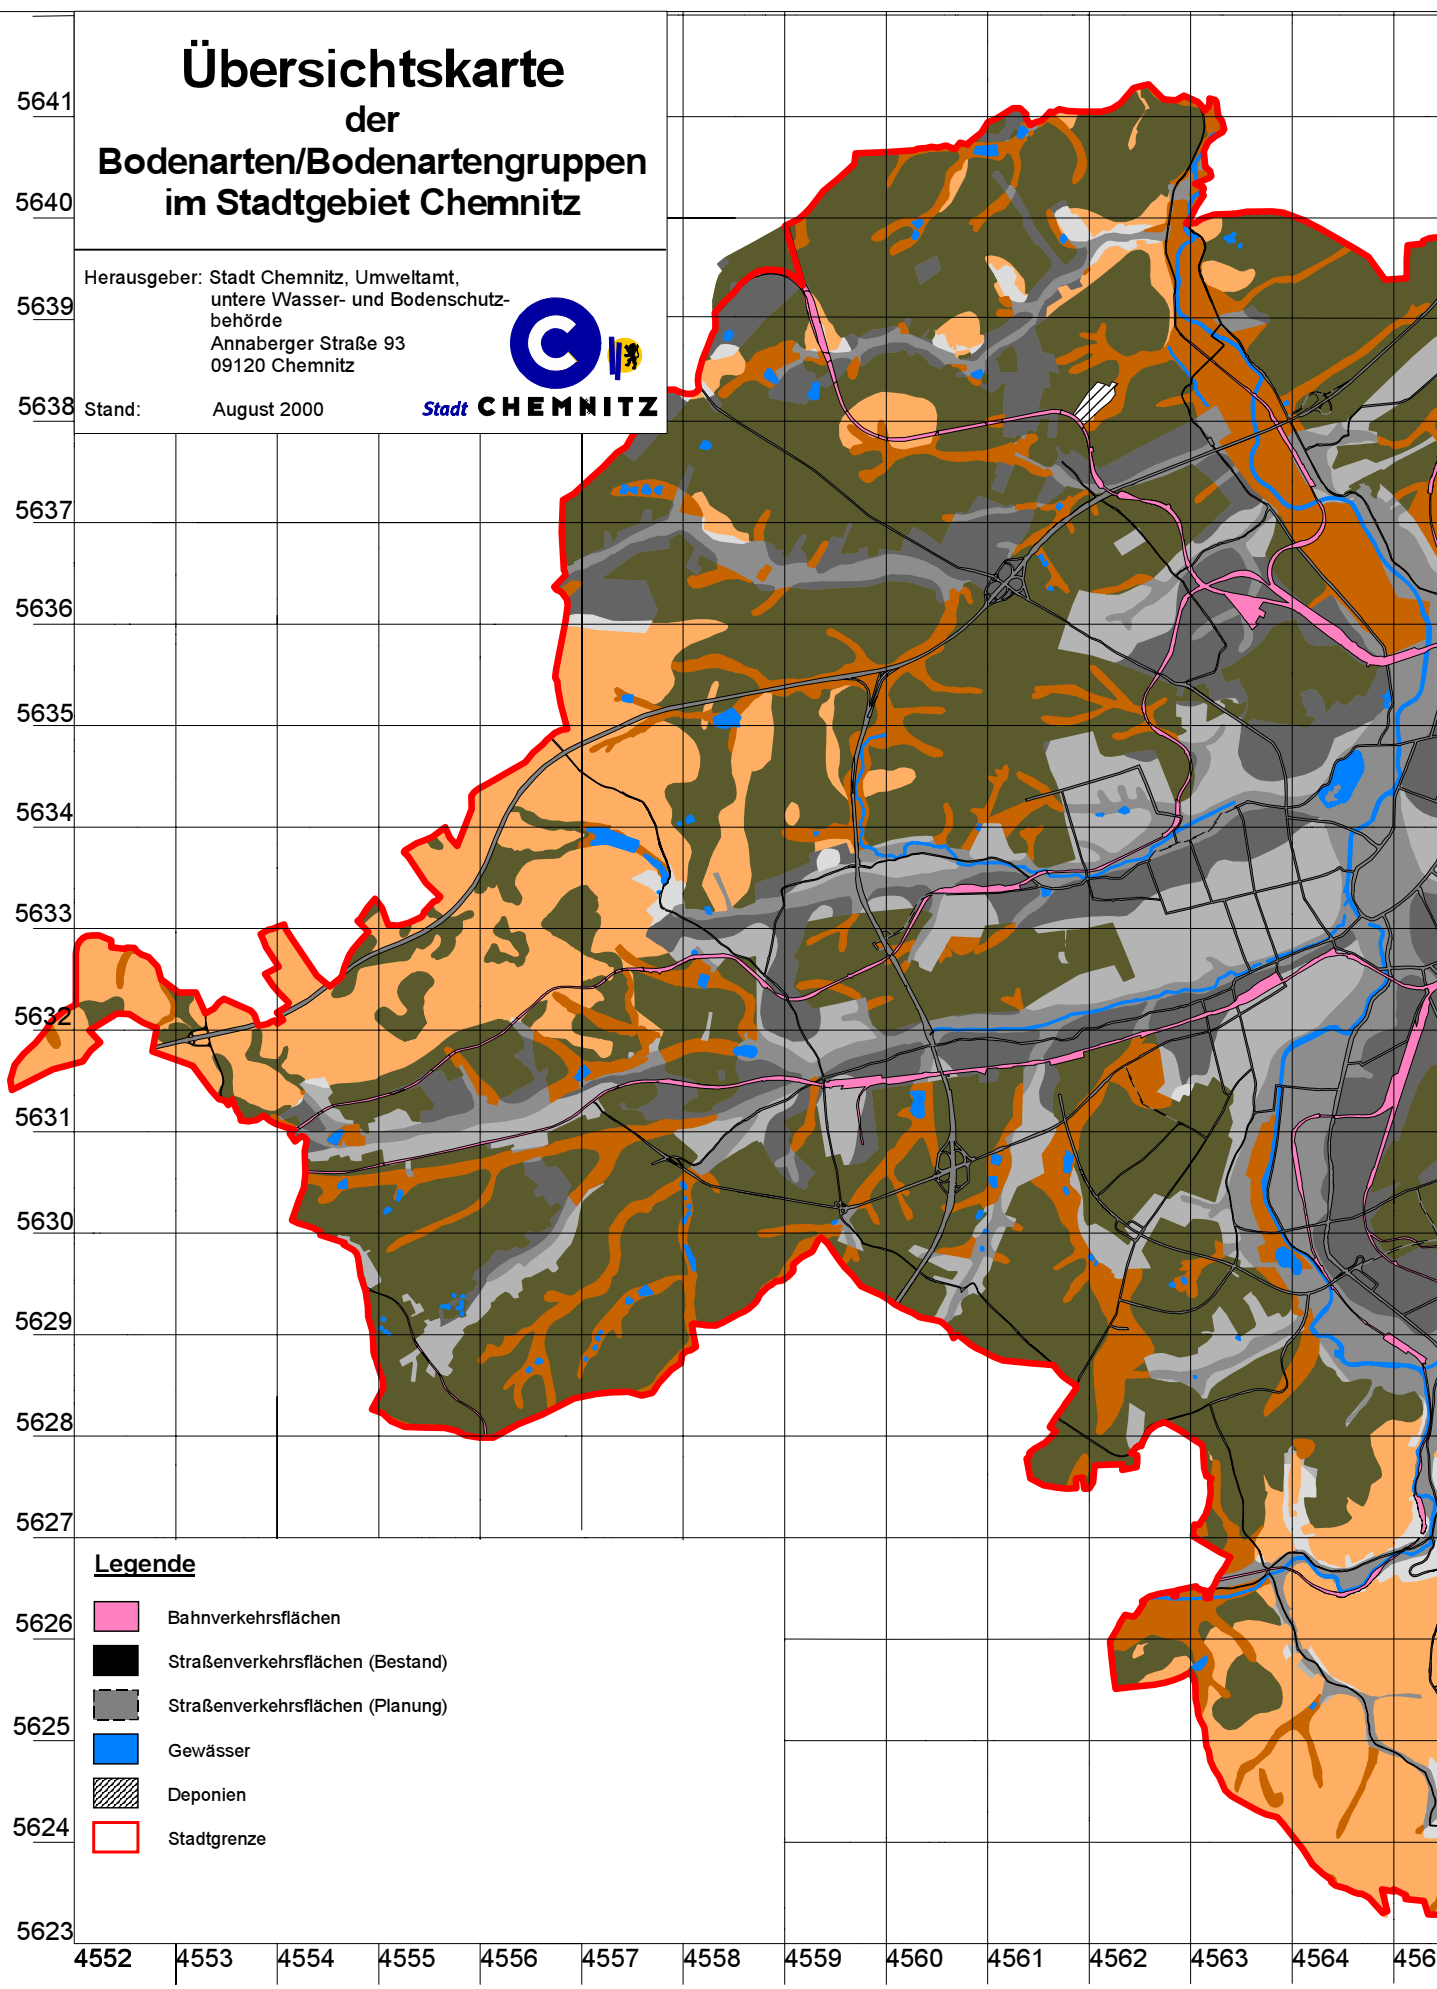 Übersichtskarte
der
Bodenarten/Bodenartengruppen
im Stadtgebiet Chemnitz
Herausgeber: Stadt Chemnitz, Umweltamt,
untere Wasser- und Bodenschutz-
behörde
Annaberger Straße 93
09120 Chemnitz
Stand: August 2000
Stadt CHEMNITZ
5641
5640
5639
5638
5637
5636
5635
5634
5633
5632
5631
5630
5629
5628
5627
5626
5625
5624
5623
Legende
Bahnverkehrsflächen
Straßenverkehrsflächen (Bestand)
Straßenverkehrsflächen (Planung)
Gewässer
Deponien
Stadtgrenze
4552 4553 4554 4555 4556 4557 4558 4559 4560 4561 4562 4563 4564 456